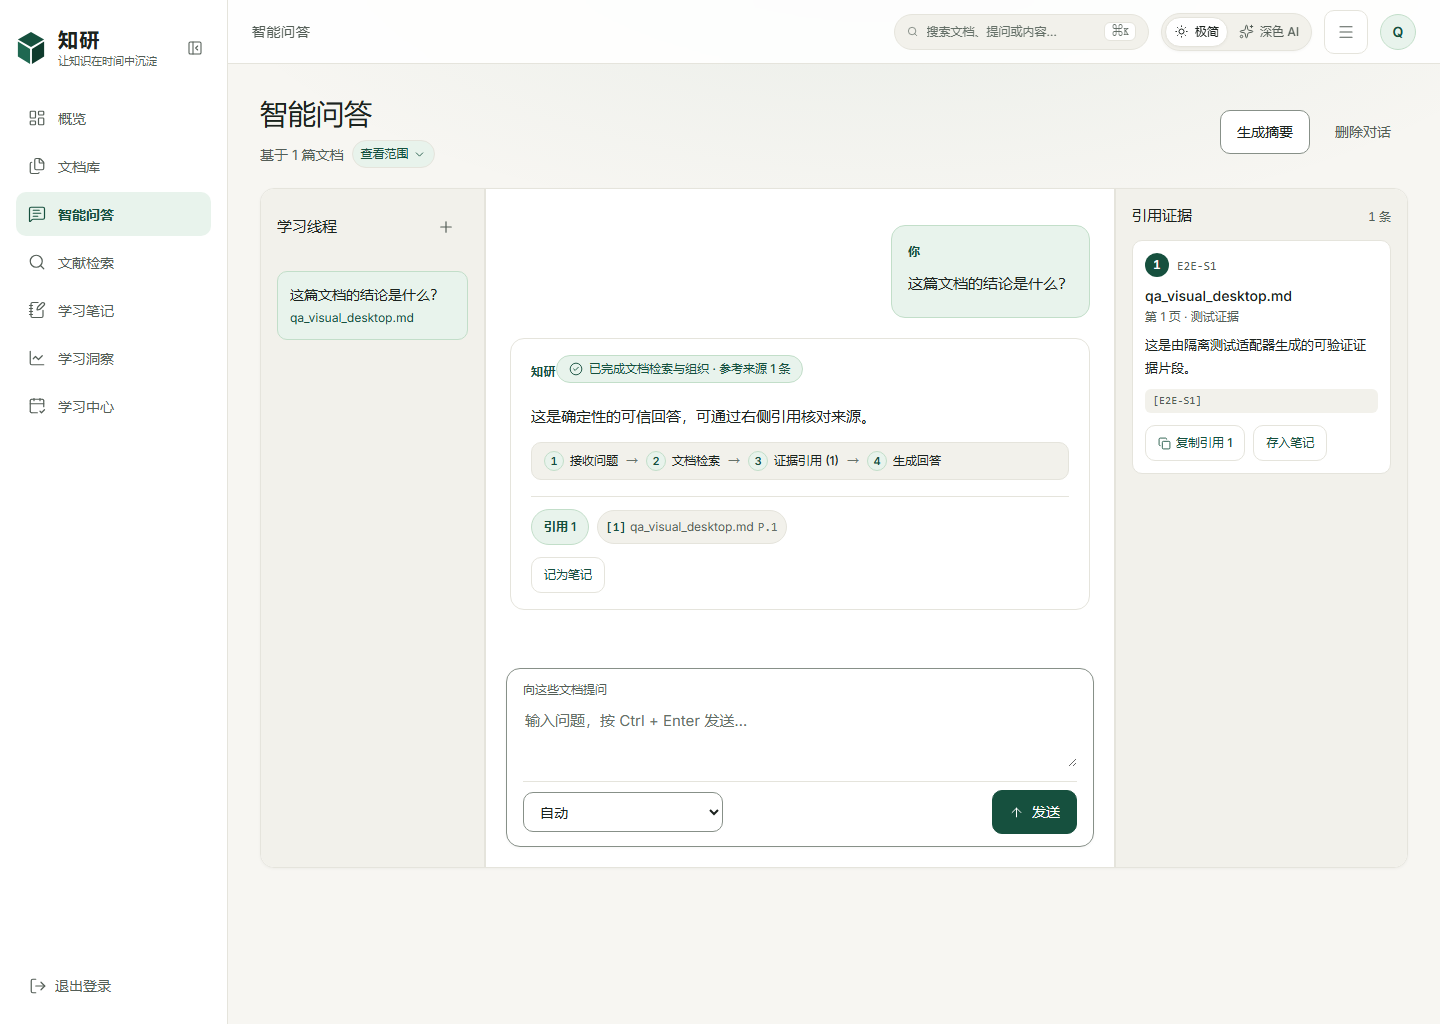 知研
让知识在时间中沉淀
概览
文档库
智能问答
文献检索
学习笔记
学习洞察
学习中心
退出登录
智能问答
搜索文档、提问或内容...
⌘K
极简
深色 AI
Q
智能问答
基于 1 篇文档
查看范围
生成摘要
删除对话
学习线程
这篇文档的结论是什么？
qa_visual_desktop.md
你
这篇文档的结论是什么？
知研
已完成文档检索与组织 · 参考来源 1 条
这是确定性的可信回答，可通过右侧引用核对来源。
1 接收问题 → 2 文档检索 → 3 证据引用 (1) → 4 生成回答
引用 1
[1] qa_visual_desktop.md P.1
记为笔记
向这些文档提问
输入问题，按 Ctrl + Enter 发送...
自动
发送
引用证据
1 条
1 E2E-S1
qa_visual_desktop.md
第 1 页 · 测试证据
这是由隔离测试适配器生成的可验证证
据片段。
[E2E-S1]
复制引用 1
存入笔记